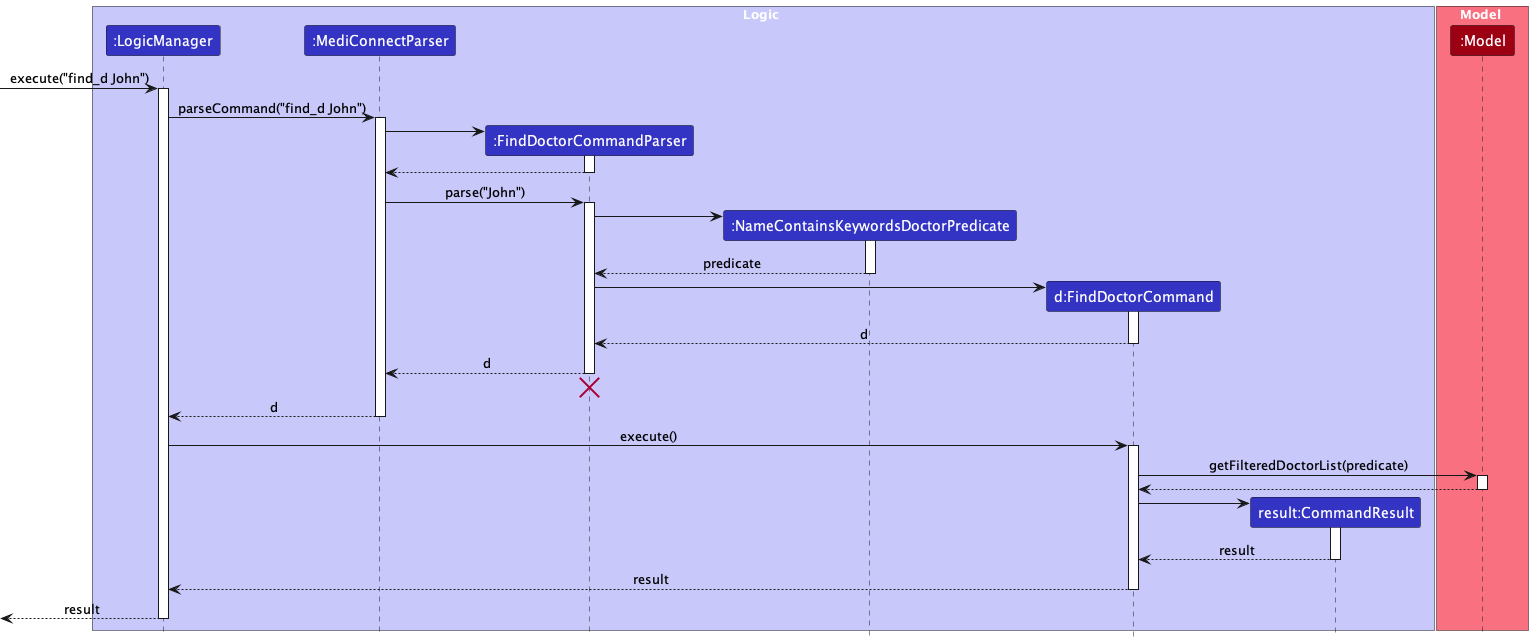 Logic
Model
:LogicManager
:MediConnectParser
:Model
execute("find_d John")
parseCommand("find_d John")
:FindDoctorCommandParser
parse("John")
:NameContainsKeywordsDoctorPredicate
predicate
d:FindDoctorCommand
d
d
d
execute()
getFilteredDoctorList(predicate)
result:CommandResult
result
result
result